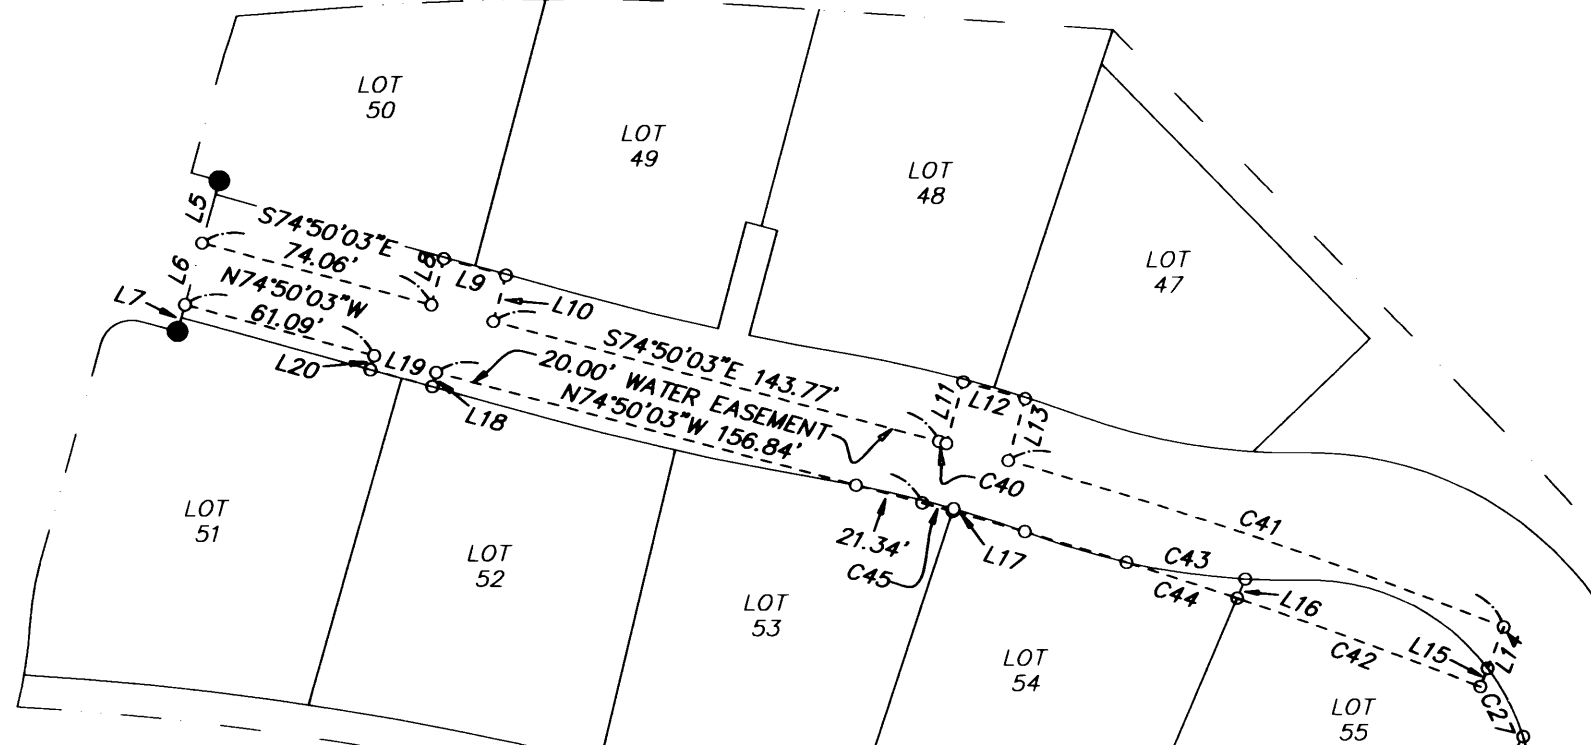 LOT
50
LOT
49
LOT
48
LOT
47
L5
S74°50'03"E
74.06'
L8
L9
L6
N74°50'03"W
61.09'
L7
L10
S74°50'03"E 143.77'
20.00' WATER EASEMENT
N74°50'03"W 156.84'
L20
L19
L18
L11
L12
L13
C40
C41
21.34'
C45
L17
C43
C44
L16
C42
L15
L14
C27
LOT
51
LOT
52
LOT
53
LOT
54
LOT
55